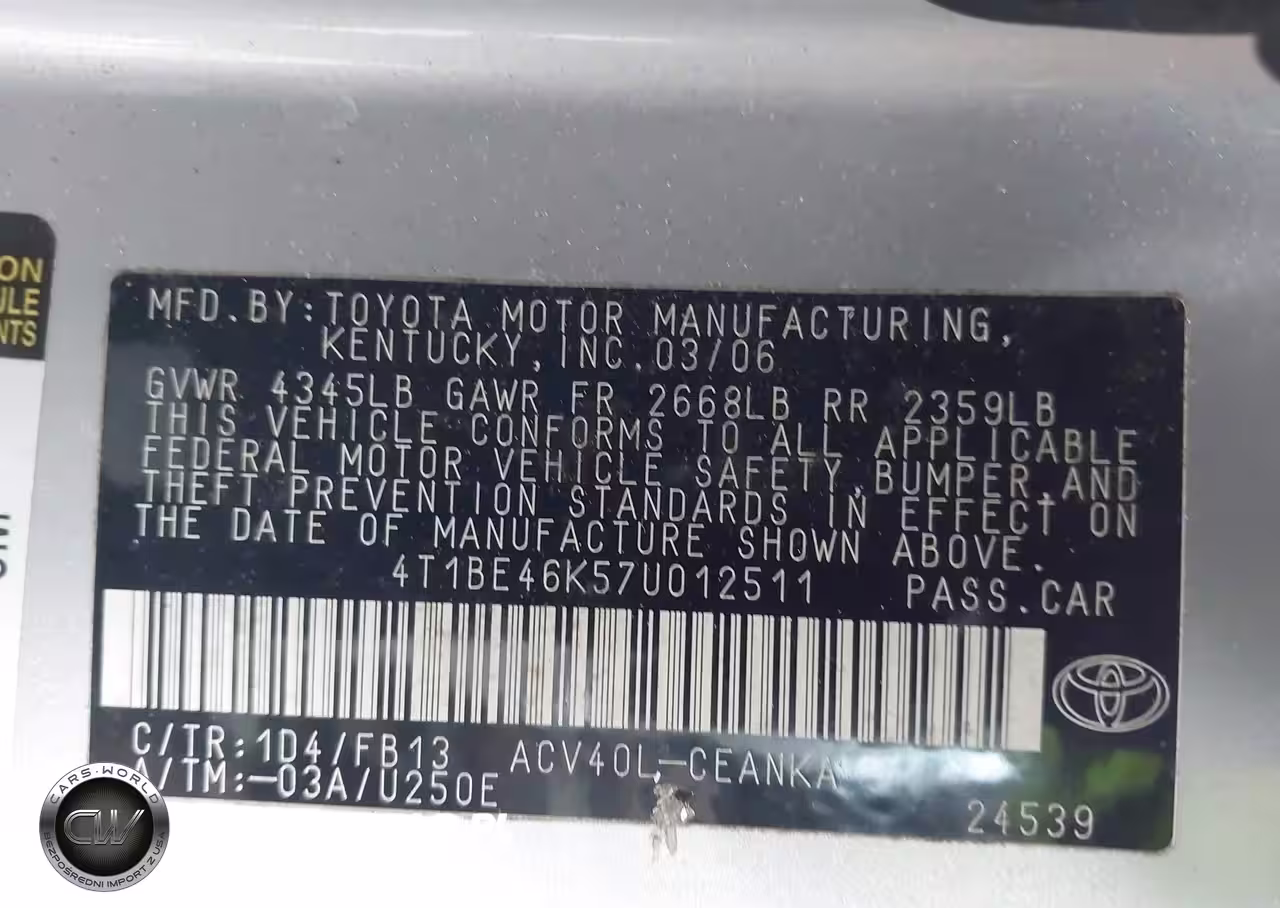 ON
ULE
NTS
MFD.BY:TOYOTA MOTOR MANUFACTURING,
KENTUCKY,INC.03/06
GVWR 4345LB GAWR FR 2668LB RR 2359LB
THIS VEHICLE CONFORMS TO ALL APPLICABLE
FEDERAL MOTOR VEHICLE SAFETY,BUMPER,AND
THEFT PREVENTION STANDARDS IN EFFECT ON
THE DATE OF MANUFACTURE SHOWN ABOVE.
4T1BE46K57U012511 PASS.CAR
C/TR:1D4/FB13 ACV40L-CEANKA
A/TM:-03A/U250E
24539
CARS-WORLD
CW
BEZPOŚREDNI IMPORT Z USA